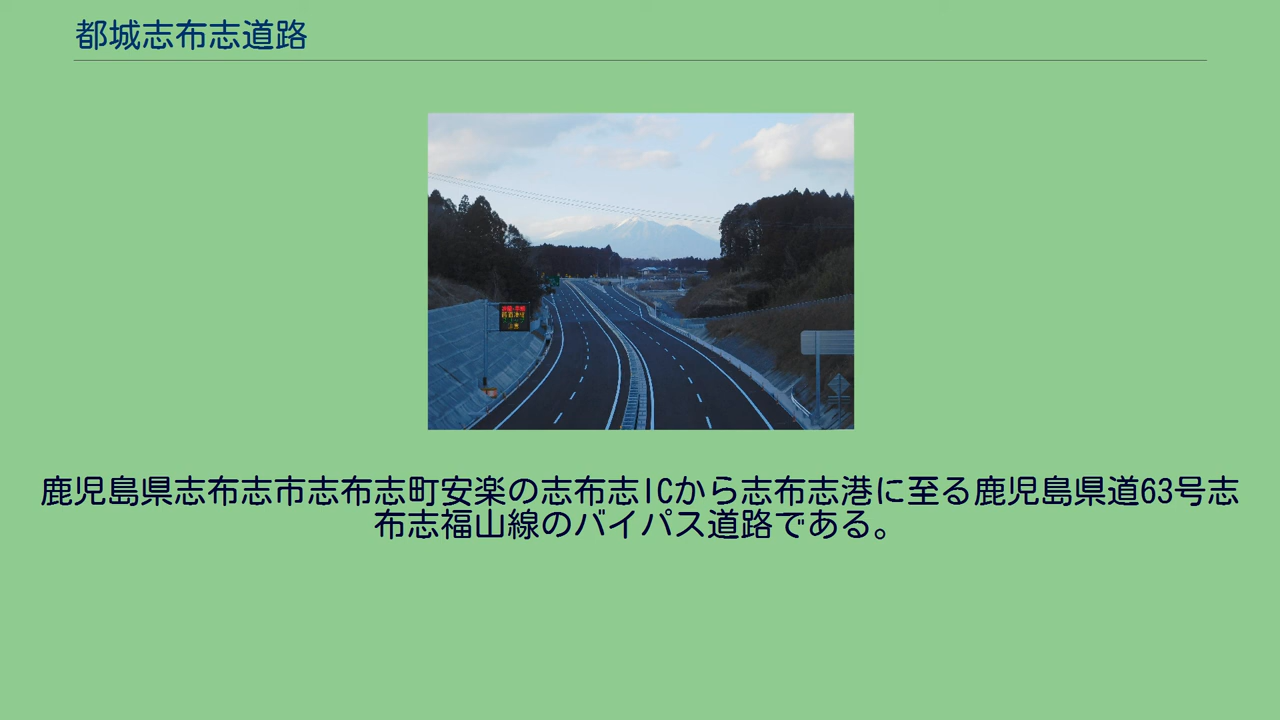 都城志布志道路
鹿児島県志布志市志布志町安楽の志布志ICから志布志港に至る鹿児島県道63号志
布志福山線のバイパス道路である。